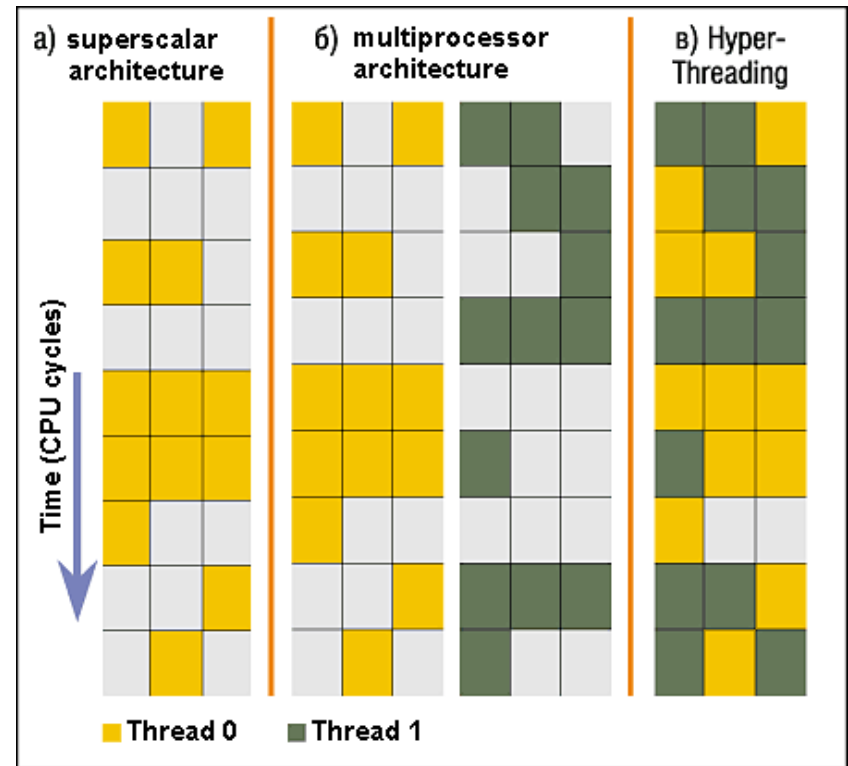 а) superscalar
architecture
б) multiprocessor
architecture
в) Hyper-
Threading
Time (CPU cycles)
Thread 0
Thread 1